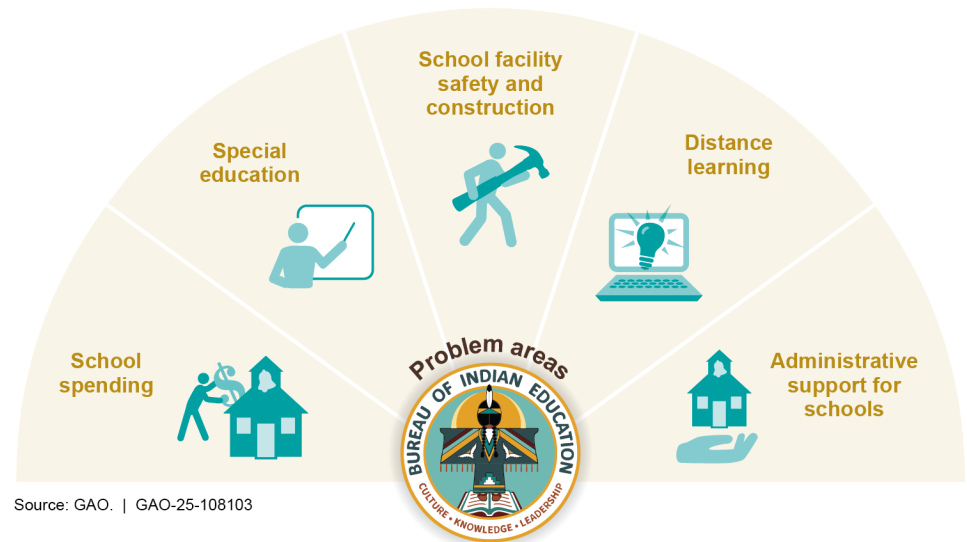 School facility
safety and
construction
Special
education
Distance
learning
School
spending
Administrative
support for
schools
Problem areas
BUREAU OF INDIAN EDUCATION
CULTURE • KNOWLEDGE • LEADERSHIP
Source: GAO. | GAO-25-108103